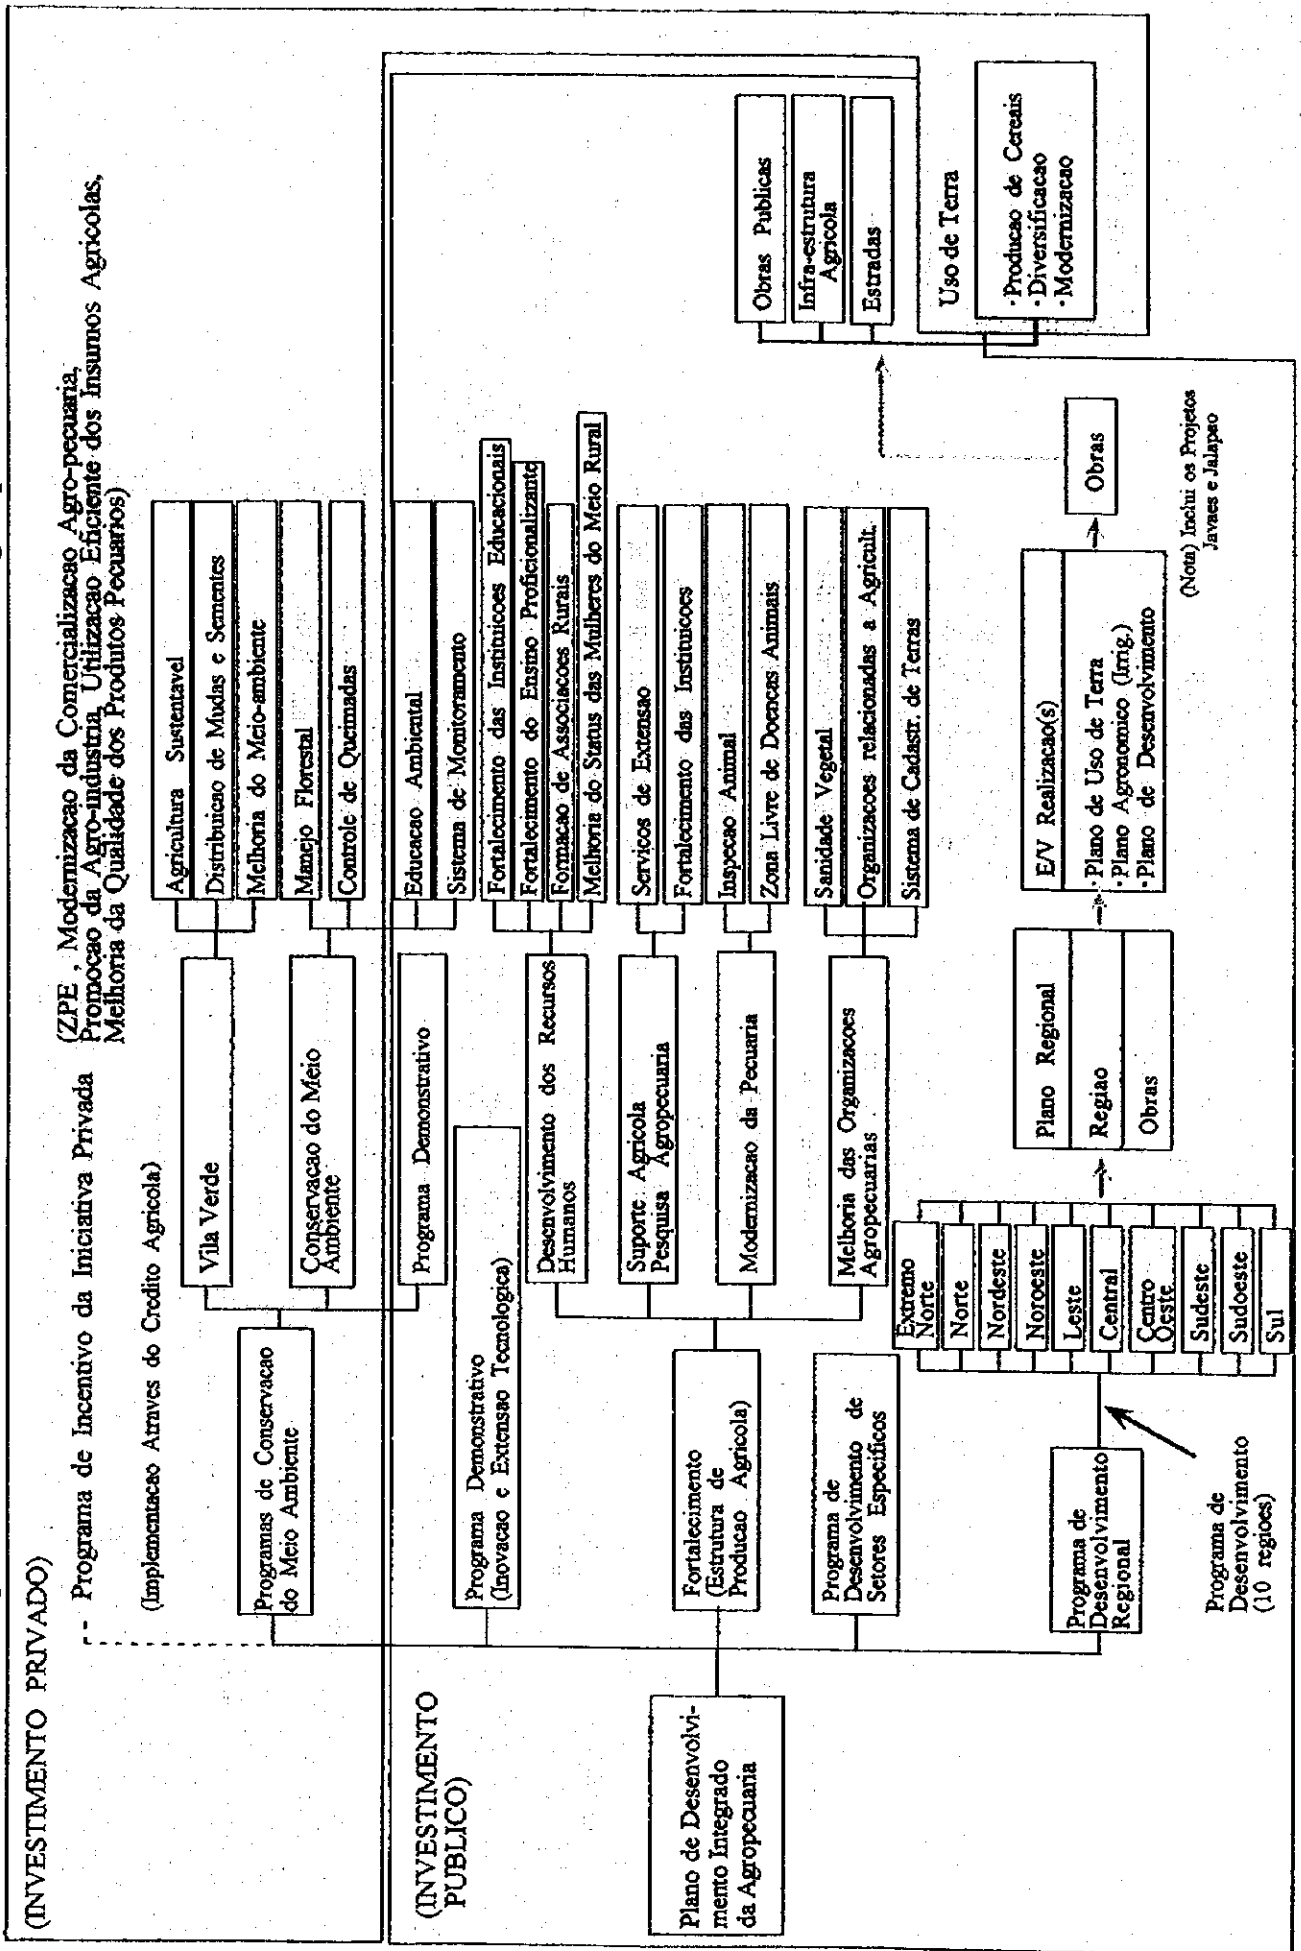 (INVESTIMENTO PRIVADO)
-- Programa de Incentivo da Iniciativa Privada
(ZPE , Modernizacao da Comercializacao Agro-pecuaria,
Promocao da Agro-industria, Utilizacao Eficiente dos Insumos Agricolas,
Melhoria da Qualidade dos Produtos Pecuarios)
(Implementacao Atraves do Credito Agricola)
Programas de Conservacao
do Meio Ambiente
Vila Verde
Agricultura Sustentavel
Distribuicao de Mudas e Sementes
Melhoria do Meio-ambiente
Conservacao do Meio
Ambiente
Manejo Florestal
Controle de Queimadas
Educacao Ambiental
Sistema de Monitoramento
Programa Demonstrativo
(INVESTIMENTO
PUBLICO)
Plano de Desenvolvi-
mento Integrado
da Agropecuaria
Programa Demonstrativo
(Inovacao e Extensao Tecnologica)
Fortalecimento
(Estrutura de
Producao Agricola)
Desenvolvimento dos Recursos
Humanos
Fortalecimento das Instituicoes Educacionais
Fortalecimento do Ensino Proficionalizante
Formacao de Associacoes Rurais
Melhoria do Status das Mulheres do Meio Rural
Suporte Agricola
Pesquisa Agropecuaria
Servicos de Extensao
Fortalecimento das Instituicoes
Modernizacao da Pecuaria
Inspecao Animal
Zona Livre de Doencas Animais
Melhoria das Organizacoes
Agropecuarias
Sanidade Vegetal
Organizacoes relacionadas a Agricult.
Sistema de Cadastr. de Terras
Programa de
Desenvolvimento de
Setores Especificos
Programa de
Desenvolvimento
Regional
Programa de
Desenvolvimento
(10 regioes)
Extremo
Norte
Norte
Nordeste
Noroeste
Leste
Central
Centro
Oeste
Sudeste
Sudoeste
Sul
Plano Regional
Regiao
Obras
E/V Realizacao(s)
·Plano de Uso de Terra
·Plano Agronomico (Irrig.)
·Plano de Desenvolvimento
Obras
(Nota) Inclui os Projetos
Javaes e Jalapao
Obras Publicas
Infra-estrutura
Agricola
Estradas
Uso de Terra
·Producao de Cereais
·Diversificacao
·Modernizacao